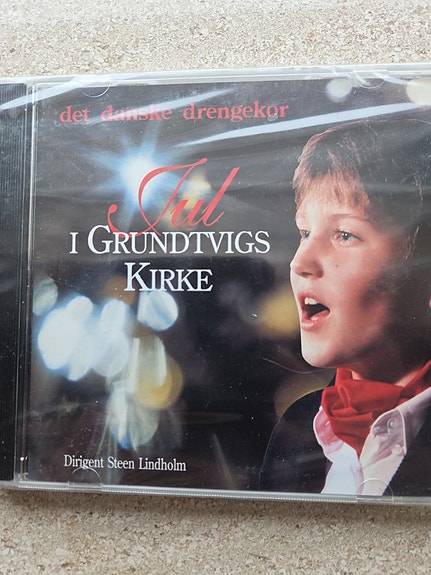 det danske drengekor
Jul
I GRUNDTVIGS
KIRKE
Dirigent Steen Lindholm